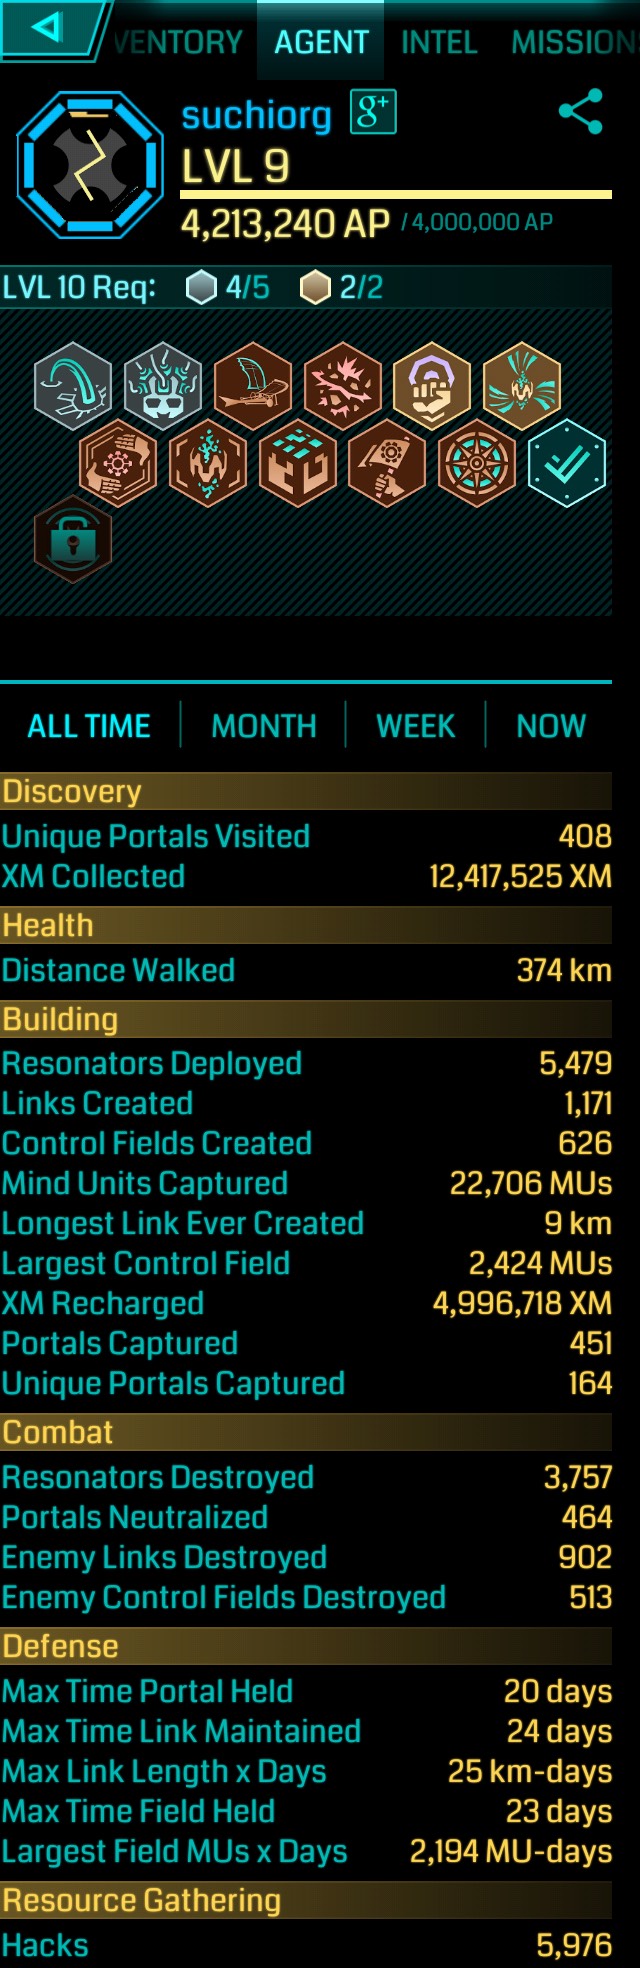 VENTORY AGENT INTEL MISSION
suchiorg g+
LVL 9
4,213,240 AP / 4,000,000 AP
LVL 10 Req: 4/5 2/2
ALL TIME MONTH WEEK NOW
Discovery
Unique Portals Visited 408
XM Collected 12,417,525 XM
Health
Distance Walked 374 km
Building
Resonators Deployed 5,479
Links Created 1,171
Control Fields Created 626
Mind Units Captured 22,706 MUs
Longest Link Ever Created 9 km
Largest Control Field 2,424 MUs
XM Recharged 4,996,718 XM
Portals Captured 451
Unique Portals Captured 164
Combat
Resonators Destroyed 3,757
Portals Neutralized 464
Enemy Links Destroyed 902
Enemy Control Fields Destroyed 513
Defense
Max Time Portal Held 20 days
Max Time Link Maintained 24 days
Max Link Length x Days 25 km-days
Max Time Field Held 23 days
Largest Field MUs x Days 2,194 MU-days
Resource Gathering
Hacks 5,976